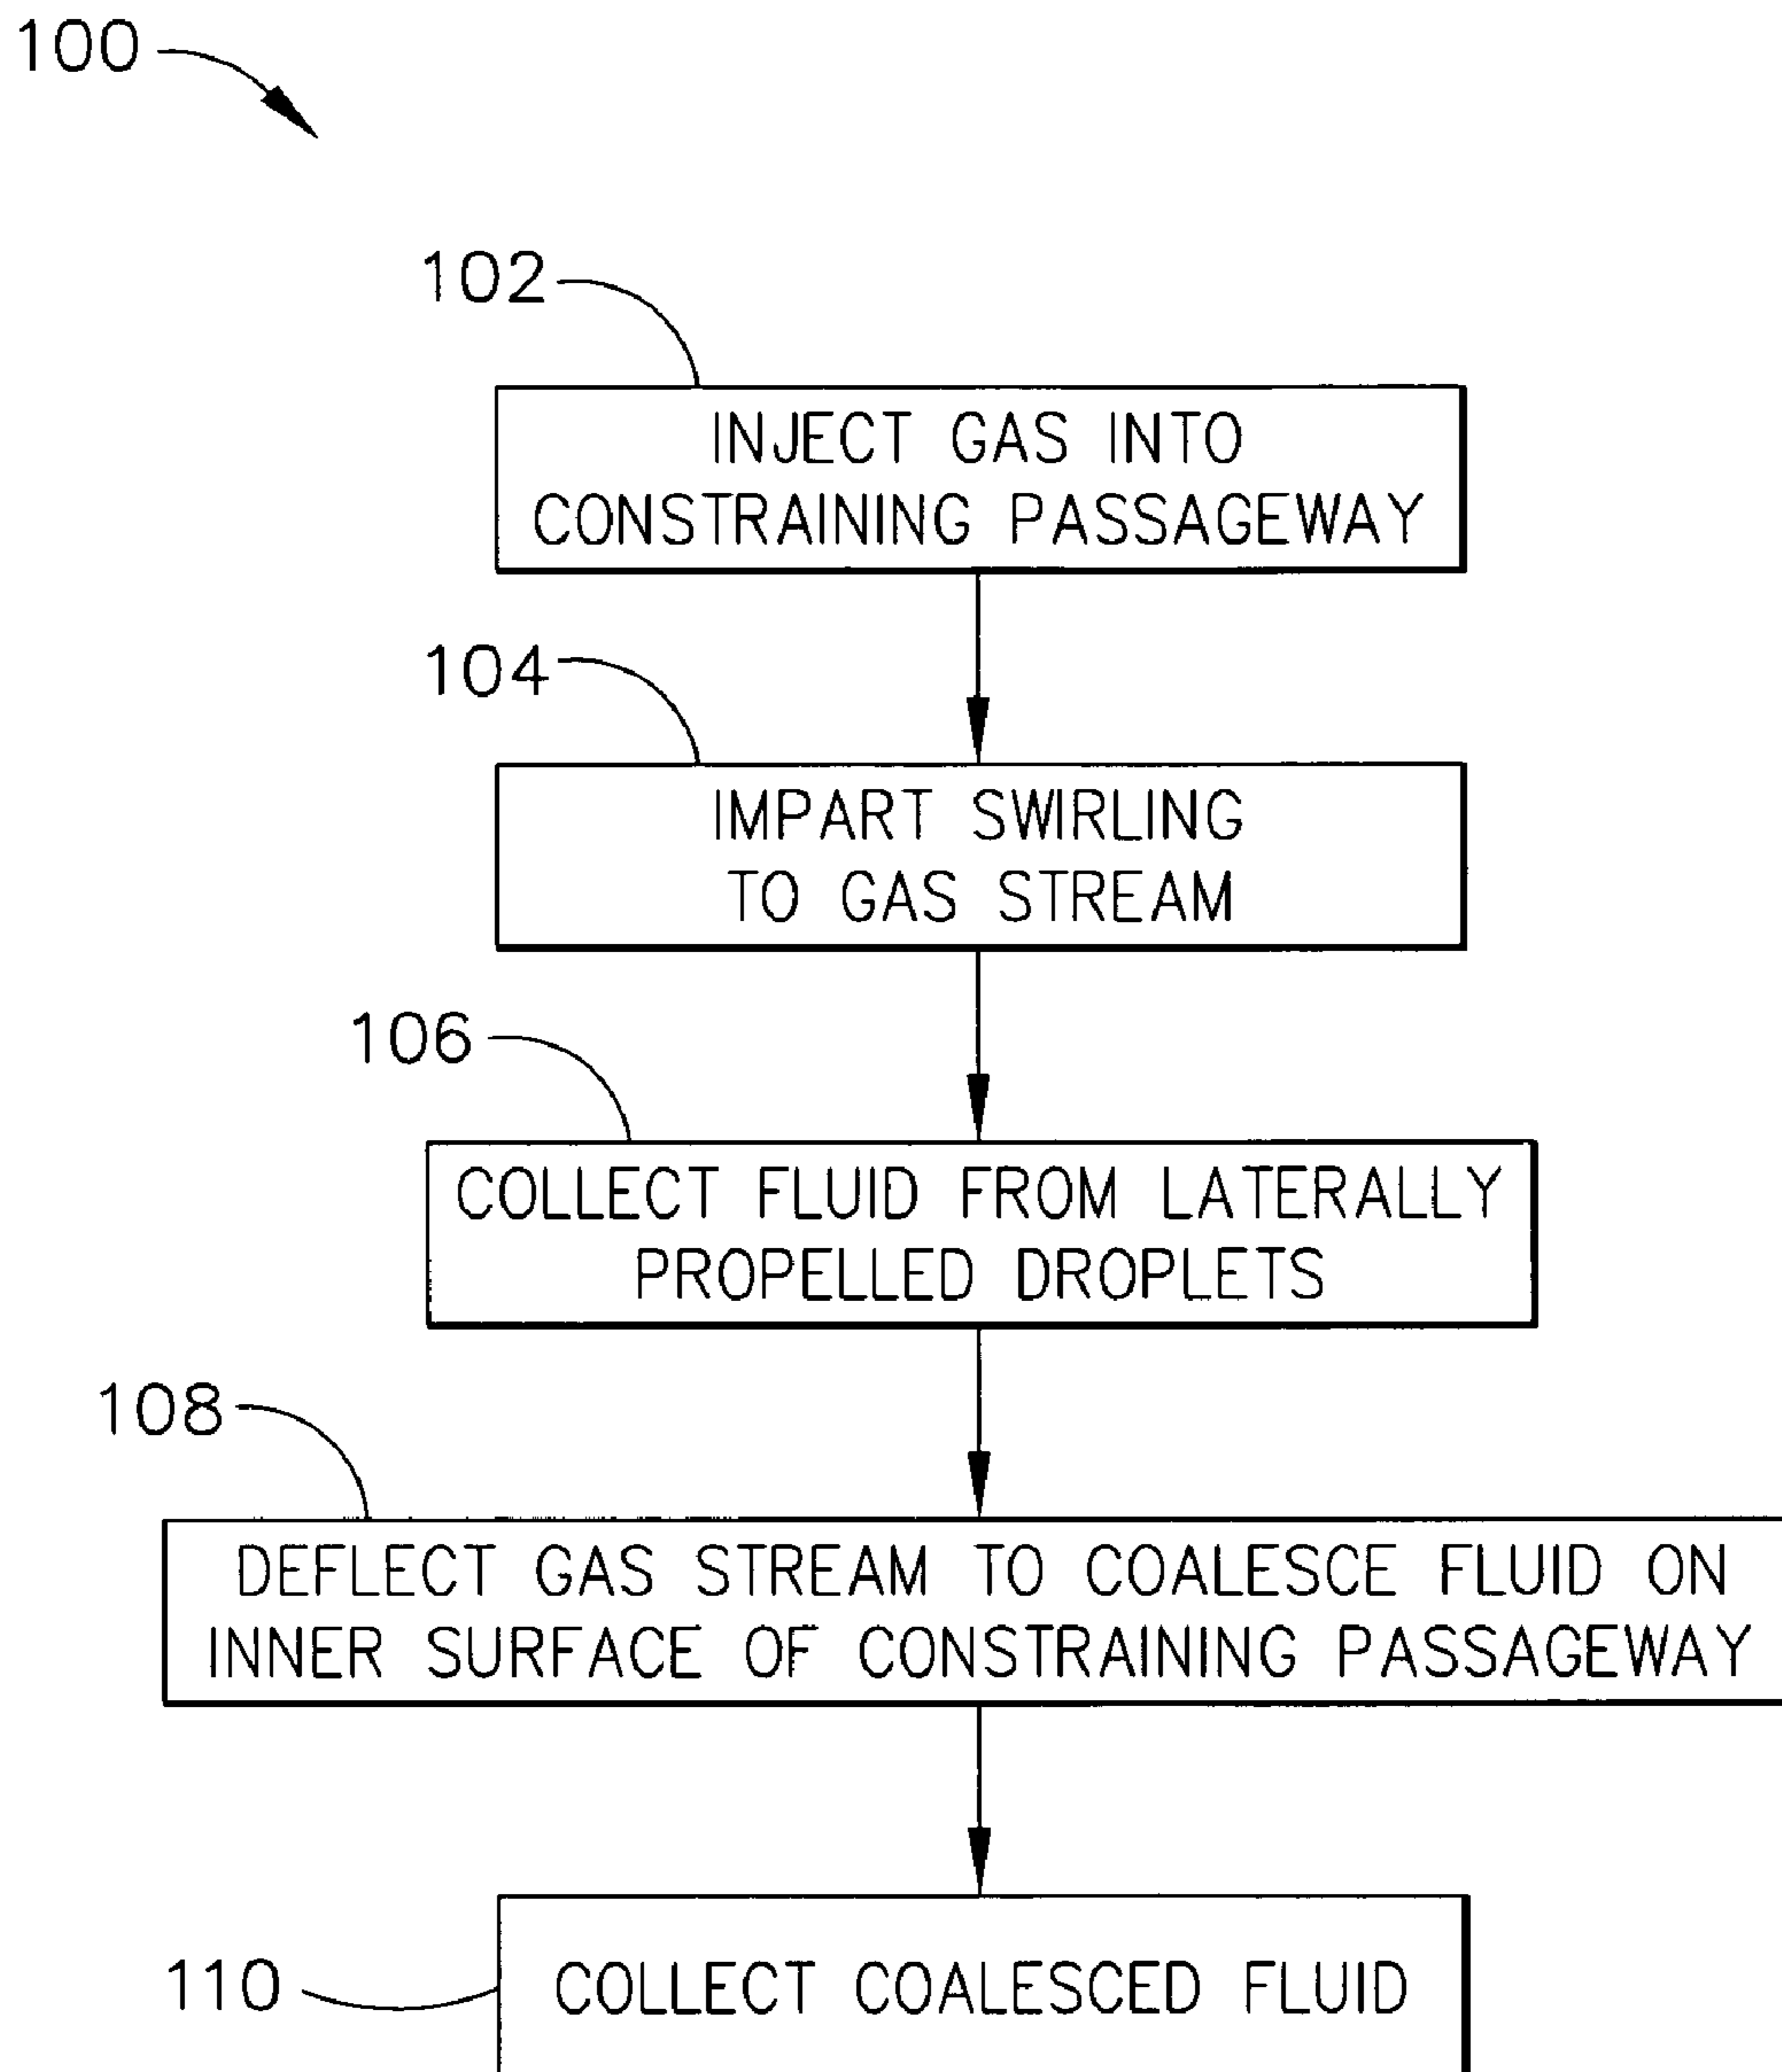 100
102
INJECT GAS INTO
CONSTRAINING PASSAGEWAY
104
IMPART SWIRLING
TO GAS STREAM
106
COLLECT FLUID FROM LATERALLY
PROPELLED DROPLETS
108
DEFLECT GAS STREAM TO COALESCE FLUID ON
INNER SURFACE OF CONSTRAINING PASSAGEWAY
110
COLLECT COALESCED FLUID